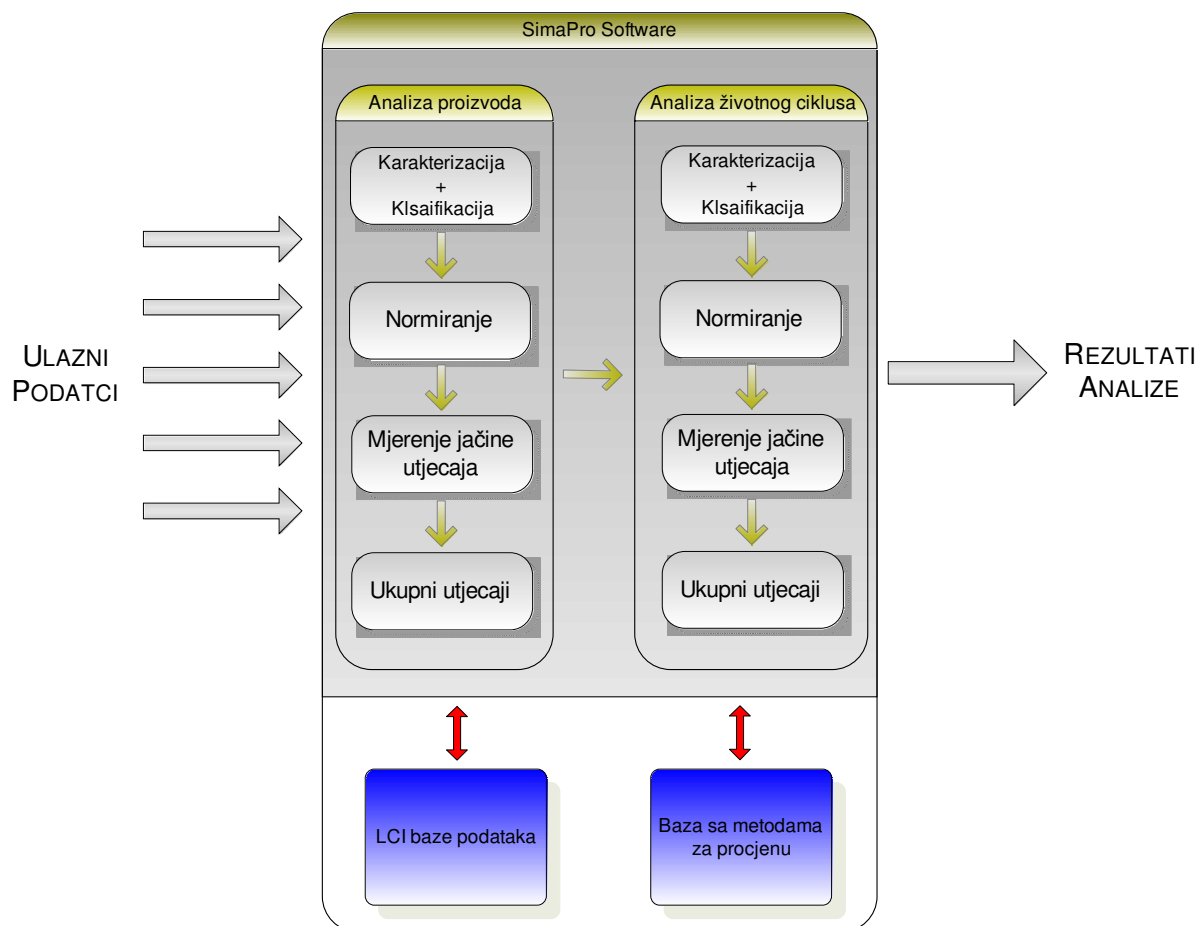 SimaPro Software
Analiza proizvoda
Karakterizacija
+
Klsaifikacija
Normiranje
Mjerenje jačine
utjecaja
Ukupni utjecaji
Analiza životnog ciklusa
Karakterizacija
+
Klsaifikacija
Normiranje
Mjerenje jačine
utjecaja
Ukupni utjecaji
ULAZNI
PODATCI
REZULTATI
ANALIZE
LCI baze podataka
Baza sa metodama
za procjenu